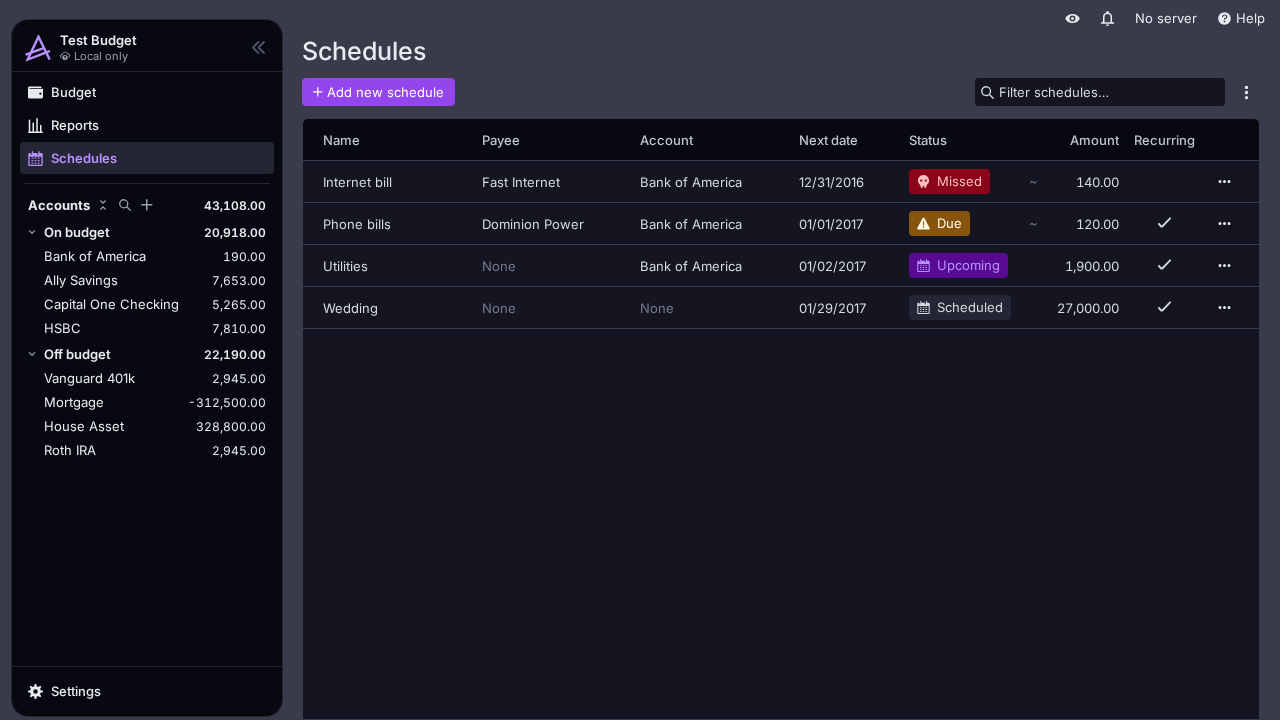 No server
Help
Test Budget
Local only
Budget
Reports
Schedules
Accounts 43,108.00
On budget 20,918.00
Bank of America 190.00
Ally Savings 7,653.00
Capital One Checking 5,265.00
HSBC 7,810.00
Off budget 22,190.00
Vanguard 401k 2,945.00
Mortgage -312,500.00
House Asset 328,800.00
Roth IRA 2,945.00
Settings
Schedules
Add new schedule
Filter schedules…
Name Payee Account Next date Status Amount Recurring
Internet bill Fast Internet Bank of America 12/31/2016 Missed ~ 140.00
Phone bills Dominion Power Bank of America 01/01/2017 Due ~ 120.00
Utilities None Bank of America 01/02/2017 Upcoming 1,900.00
Wedding None None 01/29/2017 Scheduled 27,000.00